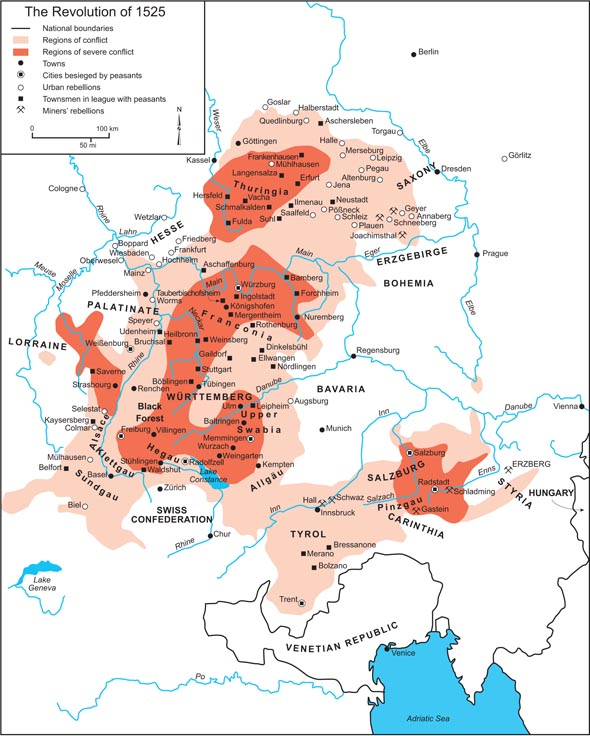 The Revolution of 1525
National boundaries
Regions of conflict
Regions of severe conflict
Towns
Cities besieged by peasants
Urban rebellions
Townsmen in league with peasants
Miners' rebellions
0 100 km
50 mi
N
Berlin
Goslar
Halberstadt
Quedlinburg
Aschersleben
Torgau
Weser
Göttingen
Halle
Elbe
Merseburg
Kassel
Frankenhausen
Leipzig
Görlitz
Mühlhausen
Pegau
Dresden
Langensalza
Altenburg
SAXONY
Erfurt
Jena
Cologne
Thuringia
Hersfeld
Vacha
Ilmenau
Neustadt
Rhine
Schmalkalden
Pößneck
Geyer
Wetzlar
Fulda
Suhl
Saalfeld
Schleiz
Annaberg
Schneeberg
Plauen
Lahn
HESSE
Joachimsthal
Boppard
Friedberg
Wiesbaden
Frankfurt
Main
Eger
ERZGEBIRGE
Prague
Oberwesel
Hochheim
Meuse
Moselle
Mainz
Aschaffenburg
Bamberg
BOHEMIA
Main
Würzburg
Pfeddersheim
Tauberbischofsheim
Ingolstadt
Forchheim
Worms
Königshofen
PALATINATE
Mergentheim
Nuremberg
Elbe
Speyer
Neckar
Franconia
Rothenburg
Udenheim
Heilbronn
LORRAINE
Weißenburg
Bruchsal
Weinsberg
Dinkelsbühl
Regensburg
Rhine
Gaildorf
Ellwangen
Saverne
Stuttgart
Nördlingen
Strasbourg
Renchen
Böblingen
Tübingen
Danube
BAVARIA
WÜRTTEMBERG
Augsburg
Selestat
Black
Forest
Ulm
Leipheim
Inn
Danube
Vienna
Kaysersberg
Upper
Swabia
Colmar
Baltringen
Alsace
Freiburg
Villingen
Memmingen
Munich
Mülhausen
Hegau
Wurzach
Salzburg
Belfort
Klettgau
Stühlingen
Radolfzell
Weingarten
Kempten
SALZBURG
Enns
ERZBERG
Basel
Waldshut
Lake
Constance
Allgäu
Radstadt
Schladming
STYRIA
Sundgau
Zürich
Hall
Schwaz
Salzach
Pinzgau
HUNGARY
Biel
SWISS
CONFEDERATION
Inn
Innsbruck
Gastein
CARINTHIA
Rhine
Chur
TYROL
Bressanone
Merano
Bolzano
Lake
Geneva
Trent
VENETIAN REPUBLIC
Venice
Po
Adriatic Sea